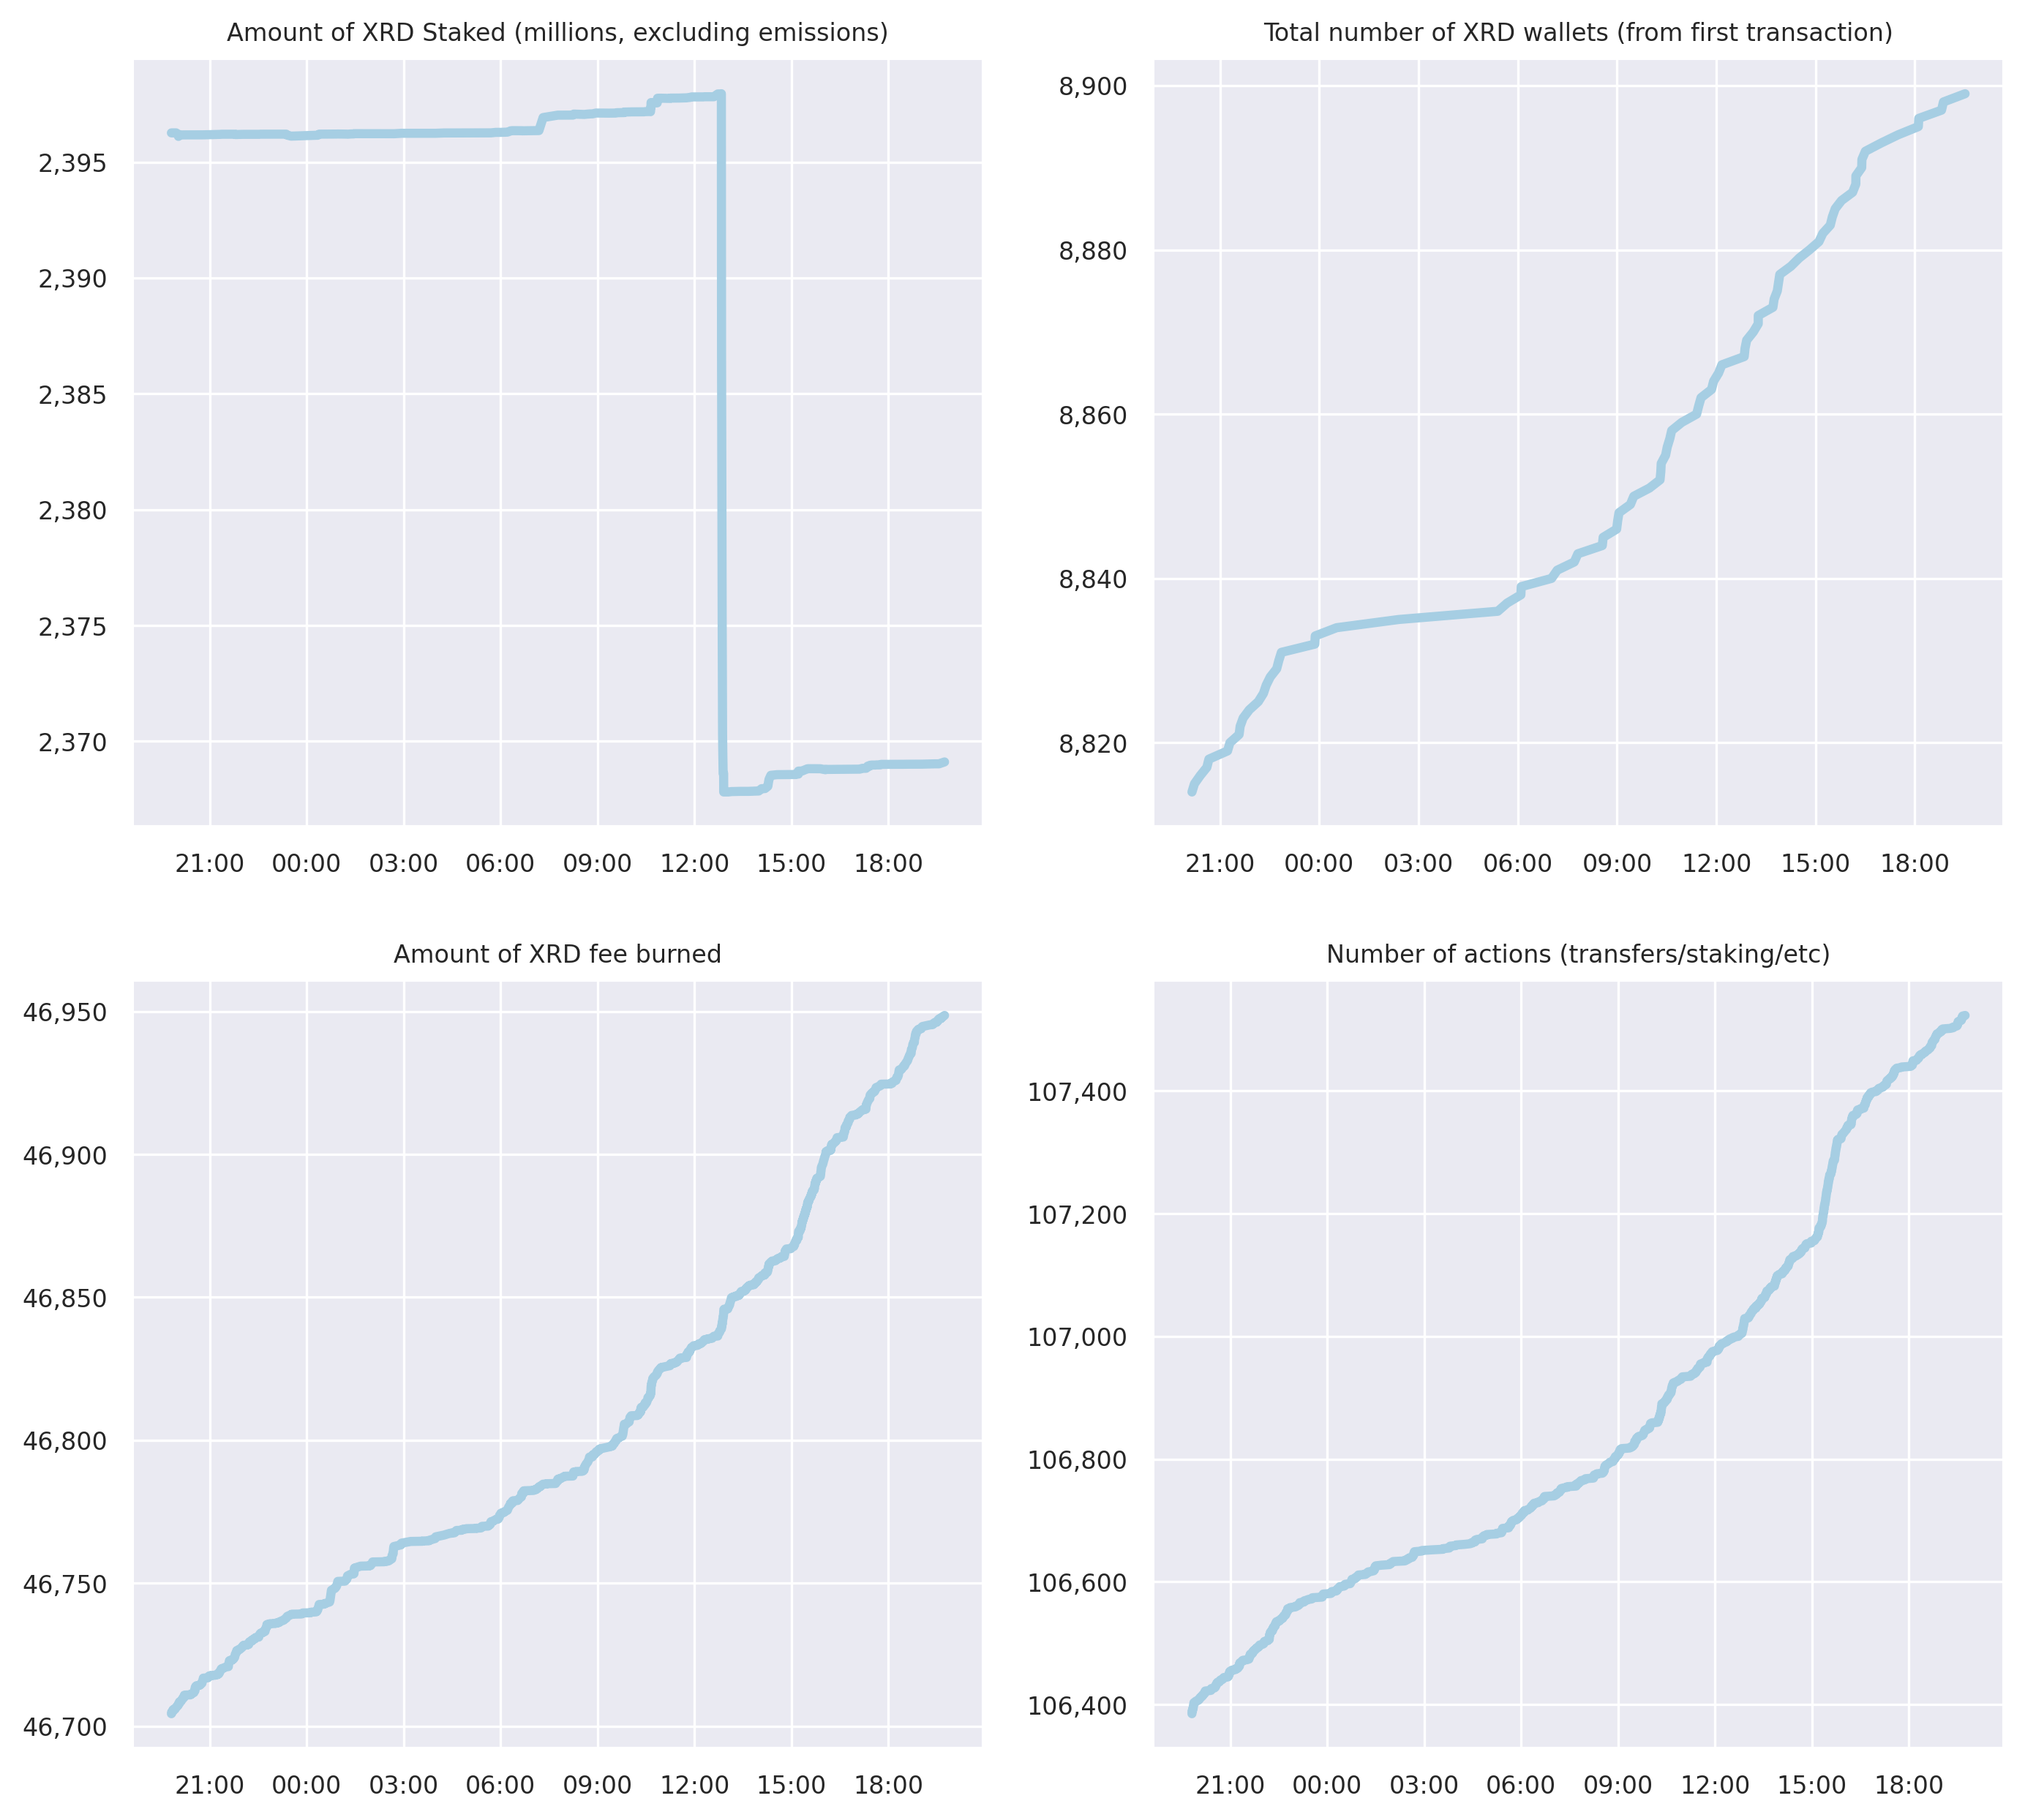 Amount of XRD Staked (millions, excluding emissions)
2,395
2,390
2,385
2,380
2,375
2,370
21:00 00:00 03:00 06:00 09:00 12:00 15:00 18:00
Total number of XRD wallets (from first transaction)
8,900
8,880
8,860
8,840
8,820
21:00 00:00 03:00 06:00 09:00 12:00 15:00 18:00
Amount of XRD fee burned
46,950
46,900
46,850
46,800
46,750
46,700
21:00 00:00 03:00 06:00 09:00 12:00 15:00 18:00
Number of actions (transfers/staking/etc)
107,400
107,200
107,000
106,800
106,600
106,400
21:00 00:00 03:00 06:00 09:00 12:00 15:00 18:00